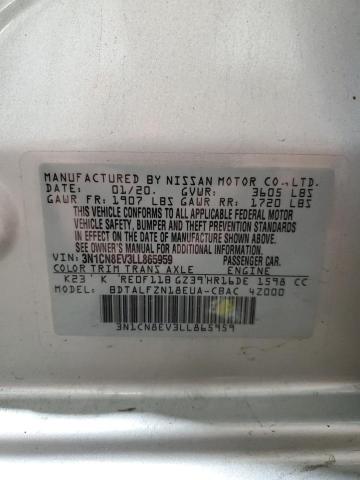 MANUFACTURED BY NISSAN MOTOR CO.,LTD.
DATE: 01/20. GVWR: 3605 LBS
GAWR FR: 1907 LBS GAWR RR: 1720 LBS
THIS VEHICLE CONFORMS TO ALL APPLICABLE FEDERAL MOTOR
VEHICLE SAFETY, BUMPER, AND THEFT PREVENTION STANDARDS
IN EFFECT ON THE DATE OF MANUFACTURE SHOWN ABOVE.
SEE OWNER'S MANUAL FOR ADDITIONAL INFORMATION.
VIN: 3N1CN8EV3LL865959 PASSENGER CAR.
COLOR TRIM TRANS AXLE ENGINE
K23 K RE0F11B GZ39 HR16DE 1598 CC
MODEL: BDTALFZN18EUA-CBAC 42000
3N1CN8EV3LL865959